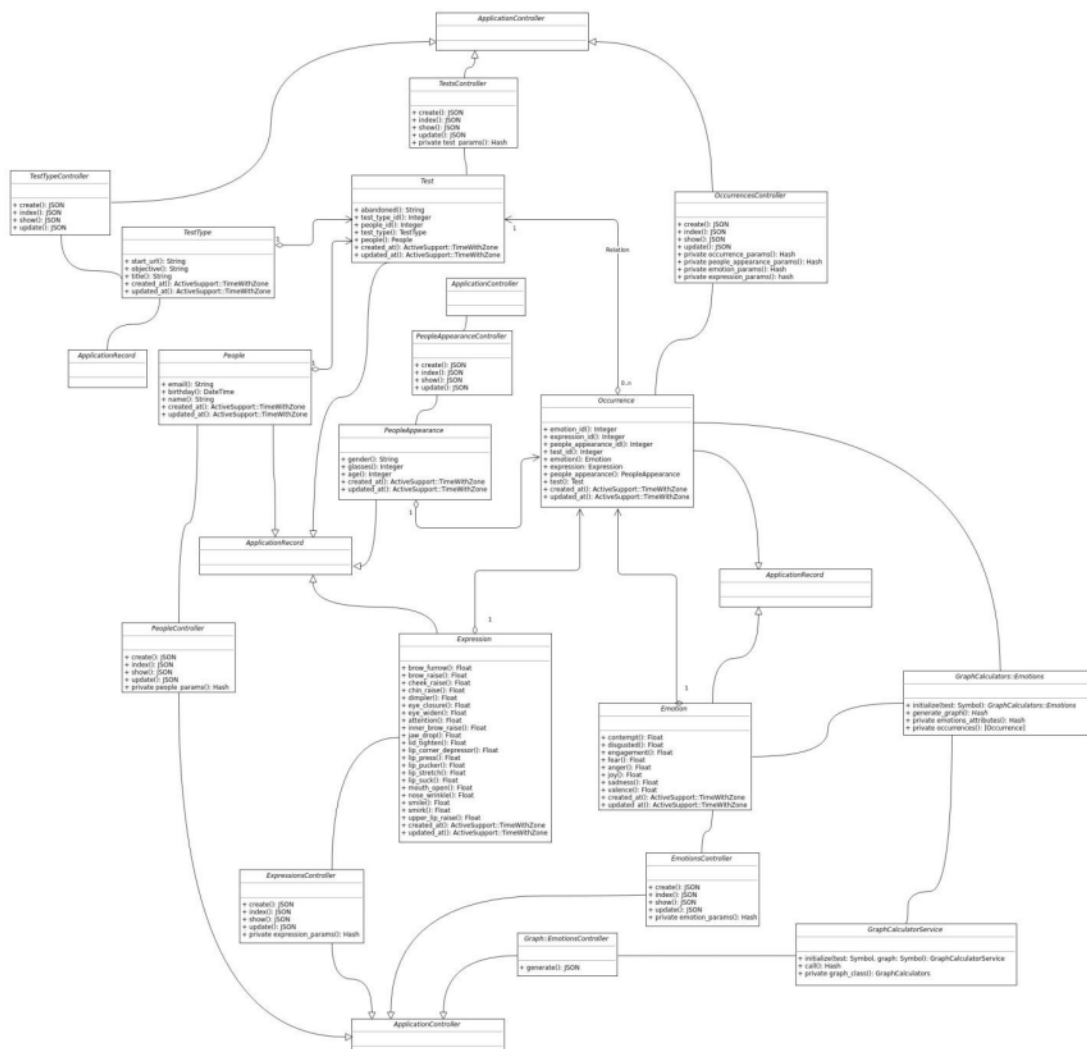 ApplicationController
TestsController
+ create(): JSON
+ index(): JSON
+ show(): JSON
+ update(): JSON
+ private test_params(): Hash
TestTypeController
+ create(): JSON
+ index(): JSON
+ show(): JSON
+ update(): JSON
Test
+ abandoned(): String
+ test_type_id(): Integer
+ people_id(): Integer
+ test_type(): TestType
+ people(): People
+ created_at(): ActiveSupport::TimeWithZone
+ updated_at(): ActiveSupport::TimeWithZone
OccurrencesController
+ create(): JSON
+ index(): JSON
+ show(): JSON
+ update(): JSON
+ private occurrence_params(): Hash
+ private people_appearance_params(): Hash
+ private emotion_params(): Hash
+ private expression_params(): hash
TestType
+ start_url(): String
+ objective(): String
+ title(): String
+ created_at(): ActiveSupport::TimeWithZone
+ updated_at(): ActiveSupport::TimeWithZone
1
1
Relation
ApplicationController
PeopleAppearanceController
+ create(): JSON
+ index(): JSON
+ show(): JSON
+ update(): JSON
ApplicationRecord
People
+ email(): String
+ birthday(): DateTime
+ name(): String
+ created_at(): ActiveSupport::TimeWithZone
+ updated_at(): ActiveSupport::TimeWithZone
1
0..n
Occurrence
+ emotion_id(): Integer
+ expression_id(): Integer
+ people_appearance_id(): Integer
+ test_id(): Integer
+ emotion(): Emotion
+ expression: Expression
+ people_appearance(): PeopleAppearance
+ test(): Test
+ created_at(): ActiveSupport::TimeWithZone
+ updated_at(): ActiveSupport::TimeWithZone
PeopleAppearance
+ gender(): String
+ glasses(): Integer
+ age(): Integer
+ created_at(): ActiveSupport::TimeWithZone
+ updated_at(): ActiveSupport::TimeWithZone
1
ApplicationRecord
ApplicationRecord
PeopleController
+ create(): JSON
+ index(): JSON
+ show(): JSON
+ update(): JSON
+ private people_params(): Hash
1
Expression
+ brow_furrow(): Float
+ brow_raise(): Float
+ cheek_raise(): Float
+ chin_raise(): Float
+ dimpler(): Float
+ eye_closure(): Float
+ eye_widen(): Float
+ attention(): Float
+ inner_brow_raise(): Float
+ jaw_drop(): Float
+ lid_tighten(): Float
+ lip_corner_depressor(): Float
+ lip_press(): Float
+ lip_pucker(): Float
+ lip_stretch(): Float
+ lip_suck(): Float
+ mouth_open(): Float
+ nose_wrinkle(): Float
+ smile(): Float
+ smirk(): Float
+ upper_lip_raise(): Float
+ created_at(): ActiveSupport::TimeWithZone
+ updated_at(): ActiveSupport::TimeWithZone
1
Emotion
+ contempt(): Float
+ disgusted(): Float
+ engagement(): Float
+ fear(): Float
+ anger(): Float
+ joy(): Float
+ sadness(): Float
+ valence(): Float
+ created_at(): ActiveSupport::TimeWithZone
+ updated_at(): ActiveSupport::TimeWithZone
GraphCalculators::Emotions
+ initialize(test: Symbol): GraphCalculators::Emotions
+ generate_graph(): Hash
+ private emotions_attributes(): Hash
+ private occurrences(): [Occurrence]
ExpressionsController
+ create(): JSON
+ index(): JSON
+ show(): JSON
+ update(): JSON
+ private expression_params(): Hash
EmotionsController
+ create(): JSON
+ index(): JSON
+ show(): JSON
+ update(): JSON
+ private emotion_params(): Hash
Graph::EmotionsController
+ generate(): JSON
GraphCalculatorService
+ initialize(test: Symbol, graph: Symbol): GraphCalculatorService
+ call(): Hash
+ private graph_class(): GraphCalculators
ApplicationController